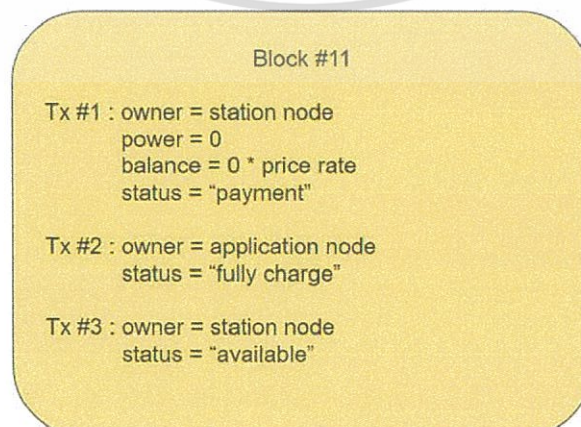 Block #11
Tx #1 : owner = station node
power = 0
balance = 0 * price rate
status = “payment”
Tx #2 : owner = application node
status = “fully charge”
Tx #3 : owner = station node
status = “available”